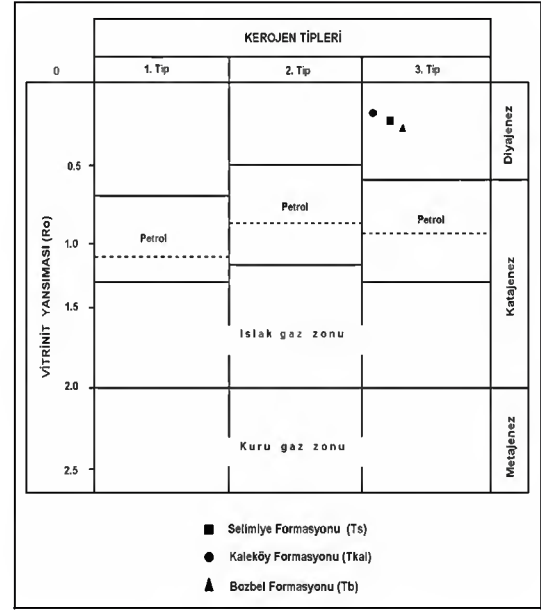 KEROJEN TİPLERİ
0
1. Tip
2. Tip
3. Tip
VİTRİNİT YANSIMASI (Ro)
0.5
1.0
1.5
2.0
2.5
Petrol
Petrol
Petrol
Islak gaz zonu
Kuru gaz zonu
Diyajenez
Katajenez
Metajenez
Selimiye Formasyonu (Ts)
Kaleköy Formasyonu (Tkal)
Bozbel Formasyonu (Tb)